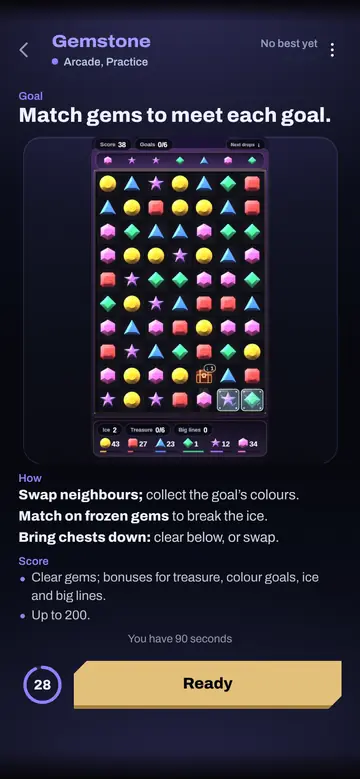 Gemstone
No best yet
Arcade, Practice
Goal
Match gems to meet each goal.
Score 38 Goals 0/6 Next drops ↓
Ice 2 Treasure 0/6 Big lines 0
43 27 23 1 12 34
How
Swap neighbours; collect the goal's colours.
Match on frozen gems to break the ice.
Bring chests down: clear below, or swap.
Score
• Clear gems; bonuses for treasure, colour goals, ice
and big lines.
• Up to 200.
You have 90 seconds
28
Ready